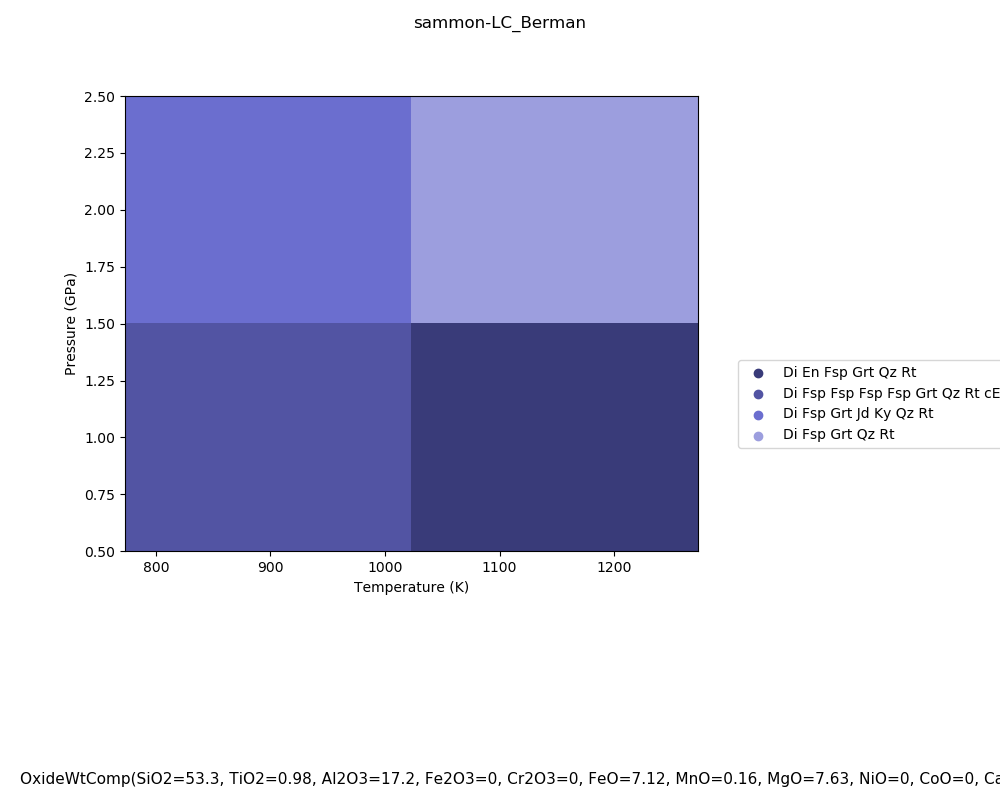 sammon-LC_Berman
2.50
2.25
2.00
1.75
1.50
1.25
1.00
0.75
0.50
Pressure (GPa)
800 900 1000 1100 1200
Temperature (K)
Di En Fsp Grt Qz Rt
Di Fsp Fsp Fsp Fsp Grt Qz Rt
Di Fsp Grt Jd Ky Qz Rt
Di Fsp Grt Qz Rt
OxideWtComp(SiO2=53.3, TiO2=0.98, Al2O3=17.2, Fe2O3=0, Cr2O3=0, FeO=7.12, MnO=0.16, MgO=7.63, NiO=0, CoO=0,